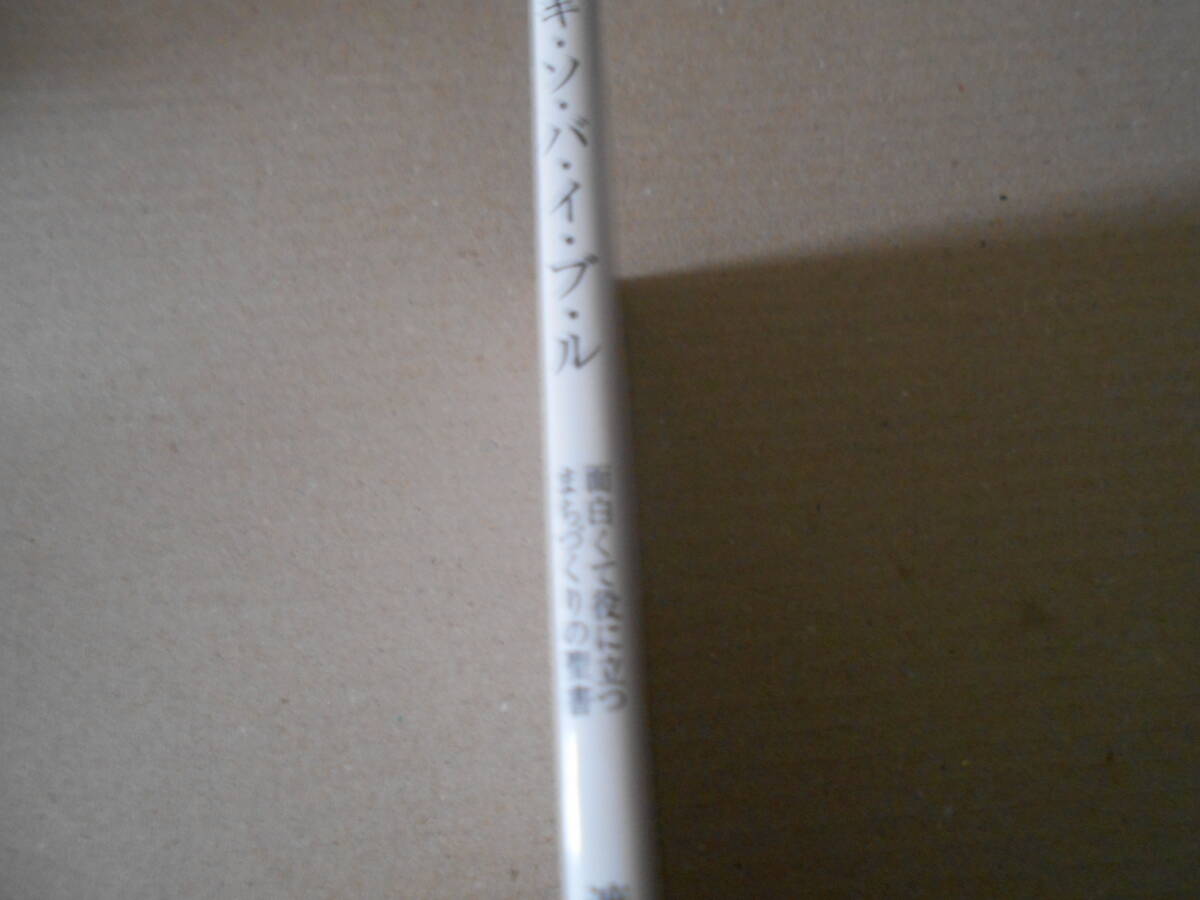 キ・ソ・バ・イ・ブ・ル
面白くて役に立つ
まちづくりの聖書